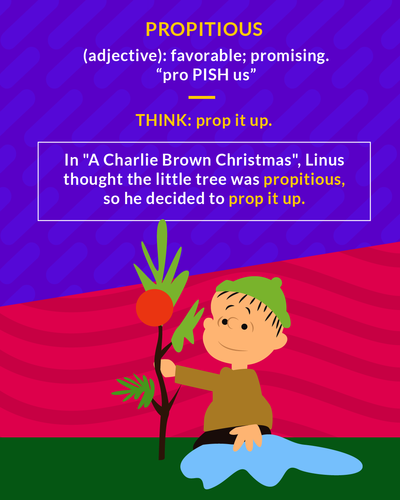 PROPITIOUS
(adjective): favorable; promising.
“pro PISH us”
THINK: prop it up.
In "A Charlie Brown Christmas", Linus
thought the little tree was propitious,
so he decided to prop it up.